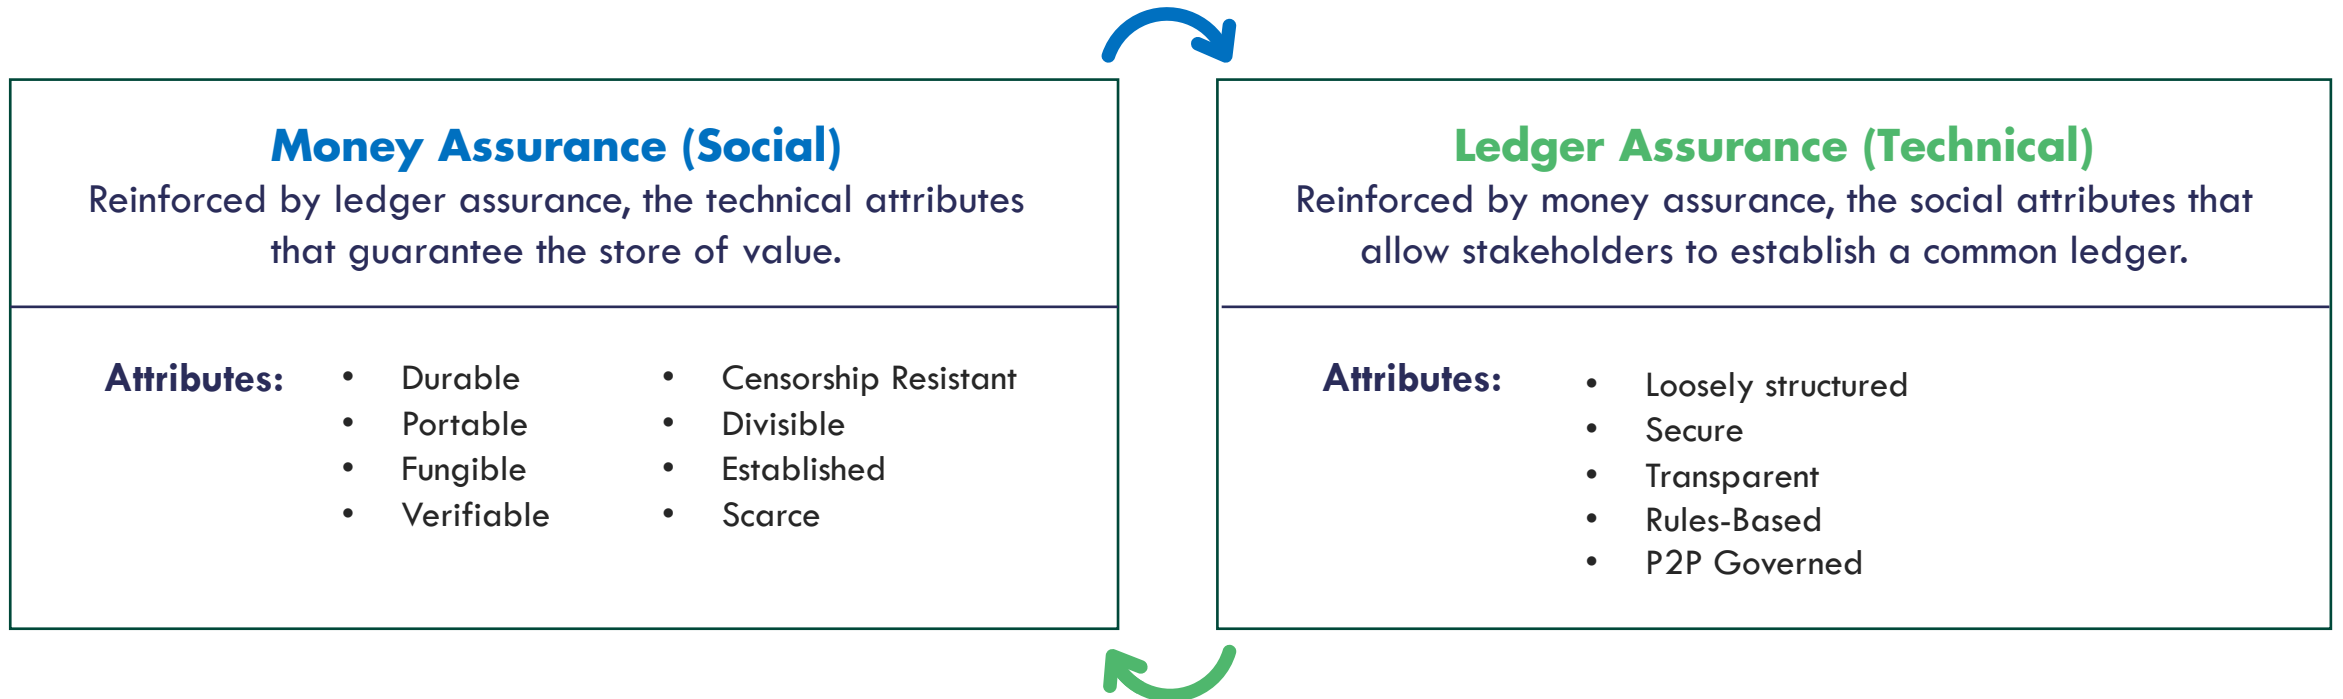 Money Assurance (Social)
Reinforced by ledger assurance, the technical attributes
that guarantee the store of value.
Attributes:
• Durable
• Portable
• Fungible
• Verifiable
• Censorship Resistant
• Divisible
• Established
• Scarce
Ledger Assurance (Technical)
Reinforced by money assurance, the social attributes that
allow stakeholders to establish a common ledger.
Attributes:
• Loosely structured
• Secure
• Transparent
• Rules-Based
• P2P Governed